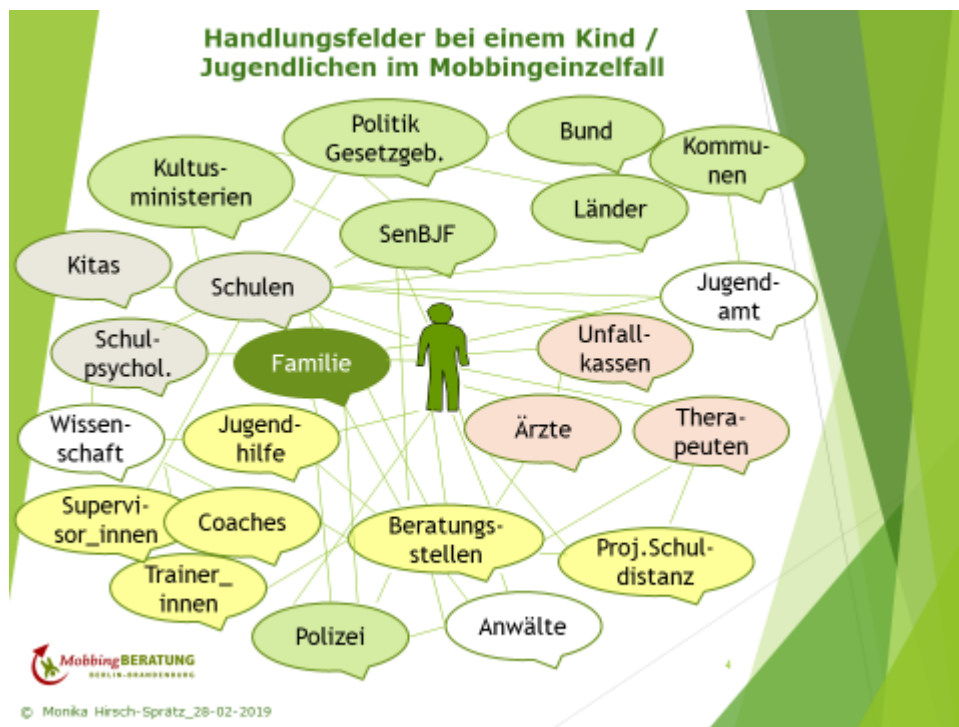 Handlungsfelder bei einem Kind /
Jugendlichen im Mobbingeinzelfall
Politik
Gesetzgeb.
Bund
Kommu-
nen
Kultus-
ministerien
Länder
SenBJF
Kitas
Schulen
Jugend-
amt
Schul-
psychol.
Familie
Unfall-
kassen
Wissen-
schaft
Jugend-
hilfe
Ärzte
Thera-
peuten
Supervi-
sor_innen
Coaches
Beratungs-
stellen
Proj.Schul-
distanz
Trainer_
innen
Polizei
Anwälte
MobbingBERATUNG
BERLIN-BRANDENBURG
4
© Monika Hirsch-Sprätz_28-02-2019